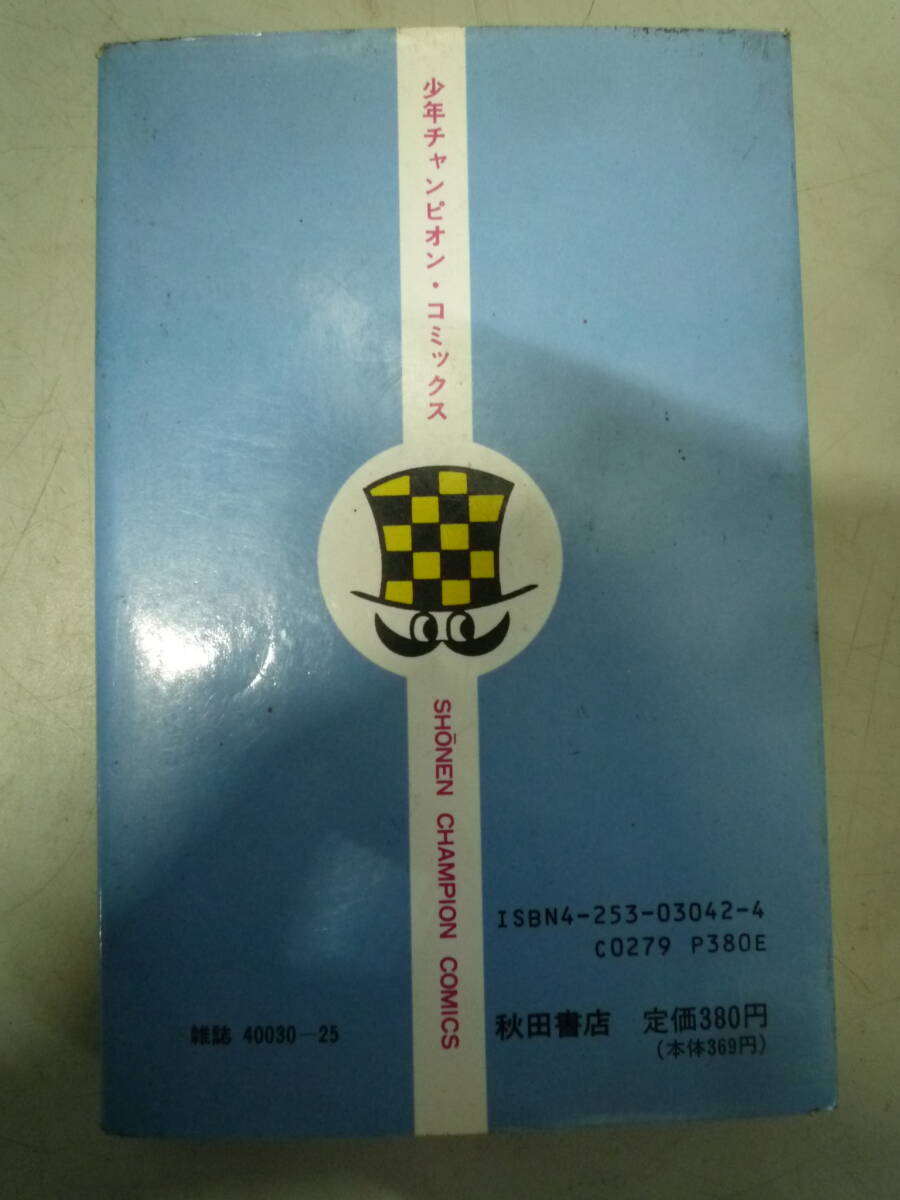 少年チャンピオン・コミックス
SHŌNEN CHAMPION COMICS
ISBN4-253-03042-4
C0279 P380E
雑誌 40030-25
秋田書店 定価380円
(本体369円)